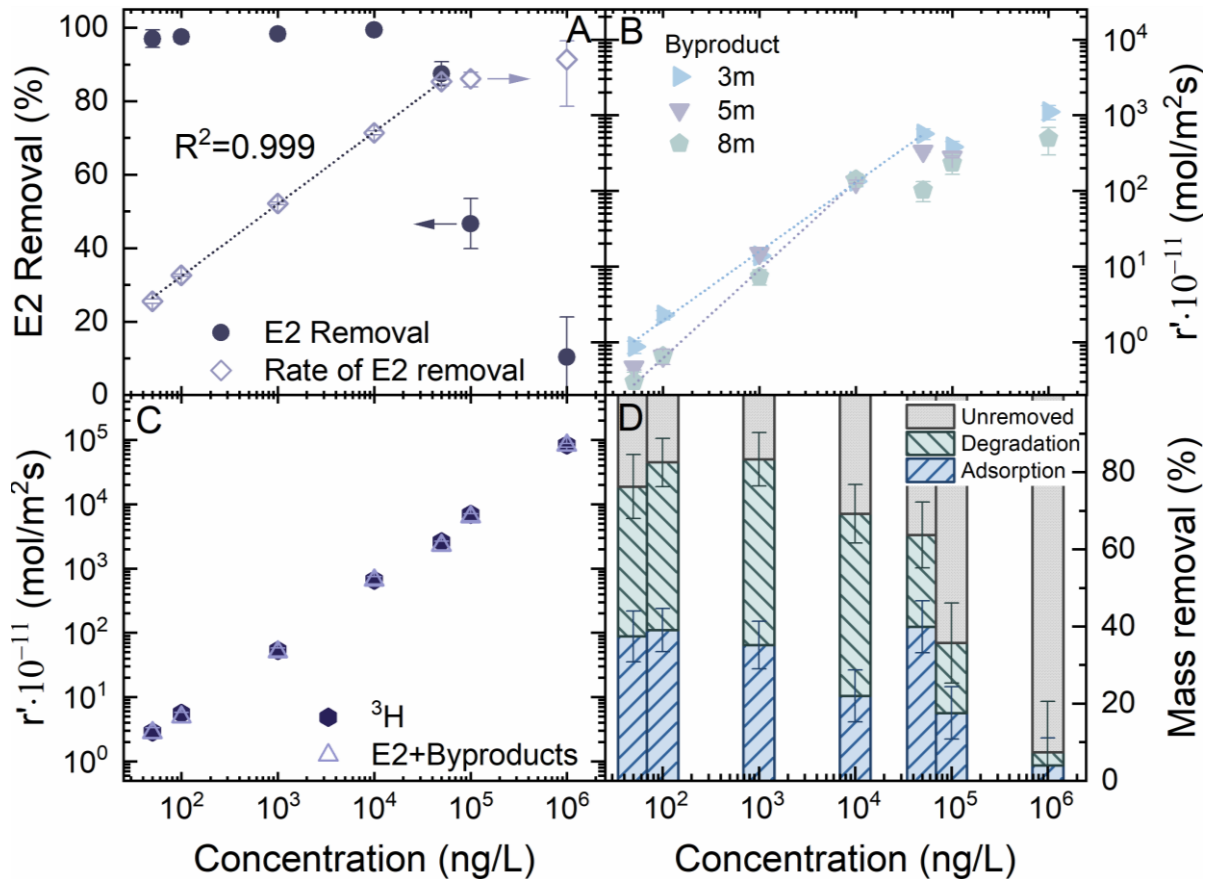 A
E2 Removal (%)
100
80
60
40
20
0
R²=0.999
E2 Removal
Rate of E2 removal
B
Byproduct
3m
5m
8m
10⁴
10³
10²
10¹
10⁰
r'·10⁻¹¹ (mol/m²s)
C
r'·10⁻¹¹ (mol/m²s)
10⁵
10⁴
10³
10²
10¹
10⁰
³H
E2+Byproducts
10² 10³ 10⁴ 10⁵ 10⁶
Concentration (ng/L)
D
Unremoved
Degradation
Adsorption
80
60
40
20
0
Mass removal (%)
10² 10³ 10⁴ 10⁵ 10⁶
Concentration (ng/L)